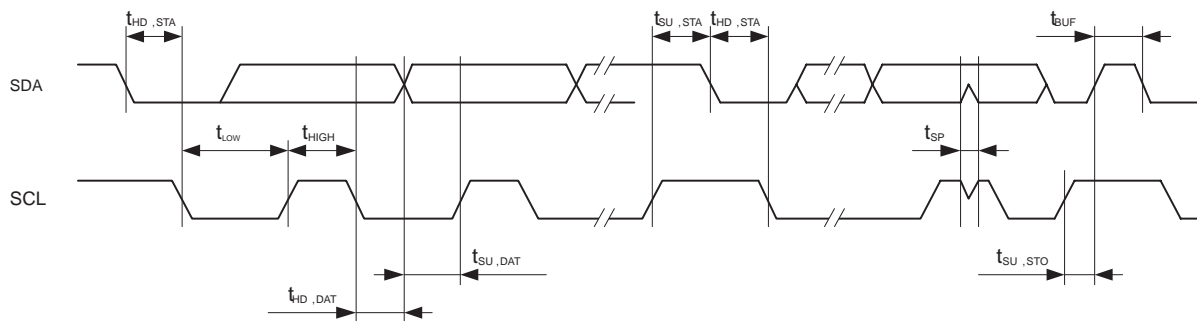 tHD,STA
tSU,STA
tHD,STA
tBUF
SDA
tLOW
tHIGH
tSP
SCL
tSU,DAT
tSU,STO
tHD,DAT